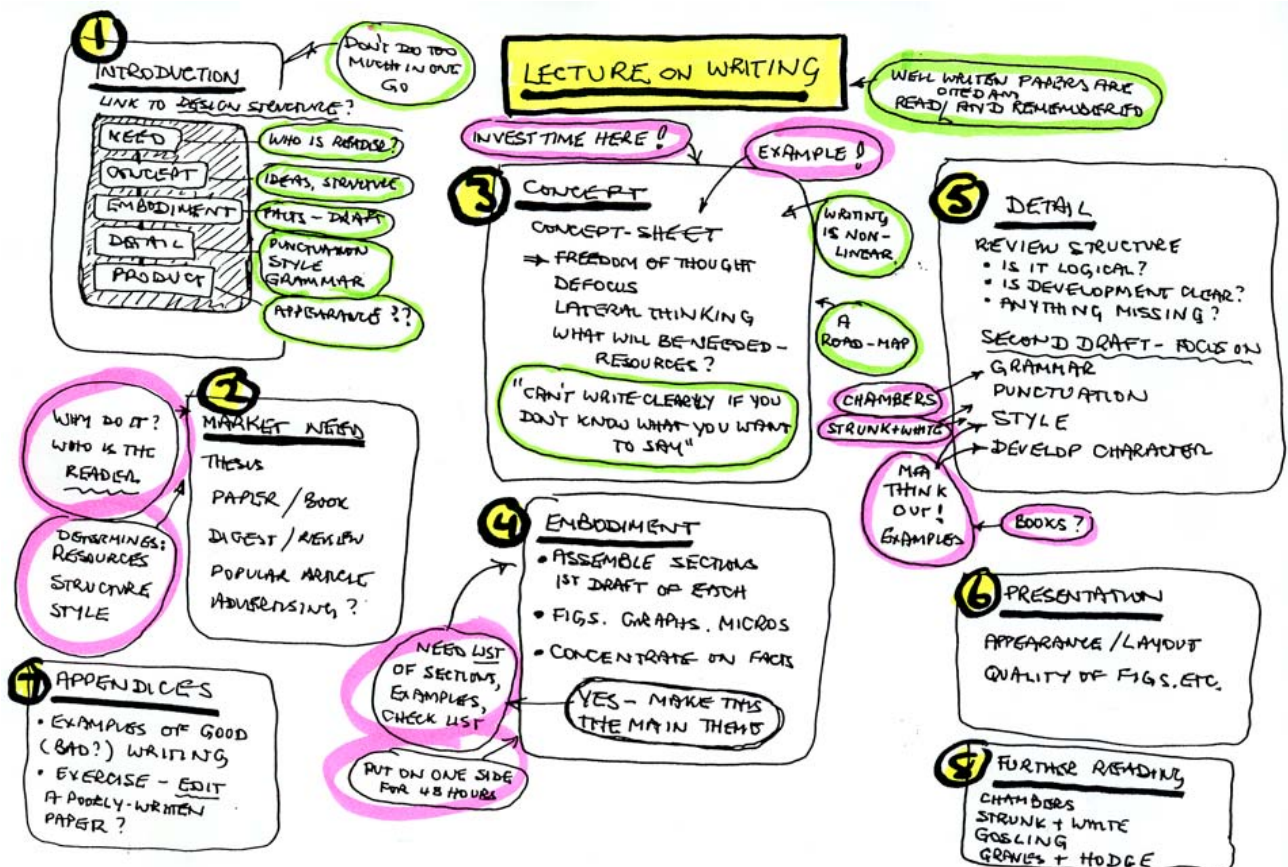 LECTURE ON WRITING
WELL WRITEN PAPERS ARE
CITED AND
READ/ AND REMEMBERED
1
INTRODUCTION
LINK TO DESIGN STRUCTURE?
DON'T DO TOO
MUCH IN ONE
GO
NEED
WHO IS READER?
CONCEPT
IDEAS, STRUCTURE
EMBODIMENT
FACTS - DRAFT
DETAIL
PUNCTUATION
STYLE
GRAMMAR
PRODUCT
APPEARANCE??
2
MARKET NEED
THESIS
PAPER / BOOK
DIGEST / REVIEW
POPULAR ARTICLE
ADVERTISING?
WHY DO IT?
WHO IS THE
READER
DETERMINES:
RESOURCES
STRUCTURE
STYLE
INVEST TIME HERE!
EXAMPLE!
3
CONCEPT
CONCEPT-SHEET
⇒ FREEDOM OF THOUGHT
DEFOCUS
LATERAL THINKING
WHAT WILL BE NEEDED -
RESOURCES?
"CAN'T WRITE CLEARLY IF YOU
DON'T KNOW WHAT YOU WANT
TO SAY"
WRITING
IS NON-
LINEAR
A
ROAD-MAP
4
EMBODIMENT
• ASSEMBLE SECTIONS
1ST DRAFT OF EACH
• FIGS. GRAPHS. MICROS
• CONCENTRATE ON FACTS
YES - MAKE THIS
THE MAIN THEME
NEED LIST
OF SECTIONS,
EXAMPLES,
CHECK LIST
PUT ON ONE SIDE
FOR 48 HOURS
5
DETAIL
REVIEW STRUCTURE
• IS IT LOGICAL?
• IS DEVELOPMENT CLEAR?
• ANYTHING MISSING?
SECOND DRAFT - FOCUS ON
GRAMMAR
PUNCTUATION
STYLE
DEVELOP CHARACTER
CHAMBERS
STRUNK+WHITE
MFA
THINK
OUT!
EXAMPLES
BOOKS?
6
PRESENTATION
APPEARANCE / LAYOUT
QUALITY OF FIGS. ETC.
7
APPENDICES
• EXAMPLES OF GOOD
(BAD?) WRITING
• EXERCISE - EDIT
A POORLY-WRITTEN
PAPER?
8
FURTHER READING
CHAMBERS
STRUNK + WHITE
GOSLING
GRAVES + HODGE